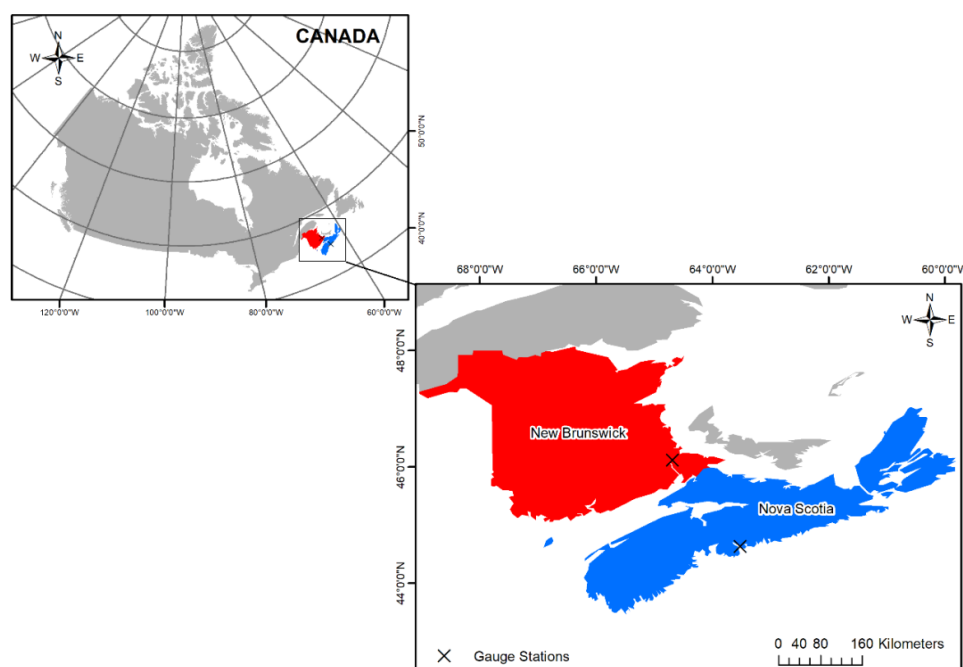 CANADA
N
W E
S
50°0'0"N
40°0'0"N
120°0'0"W 100°0'0"W 80°0'0"W 60°0'0"W
68°0'0"W 66°0'0"W 64°0'0"W 62°0'0"W 60°0'0"W
N
W E
S
48°0'0"N
New Brunswick
46°0'0"N
Nova Scotia
44°0'0"N
Gauge Stations
0 40 80 160 Kilometers